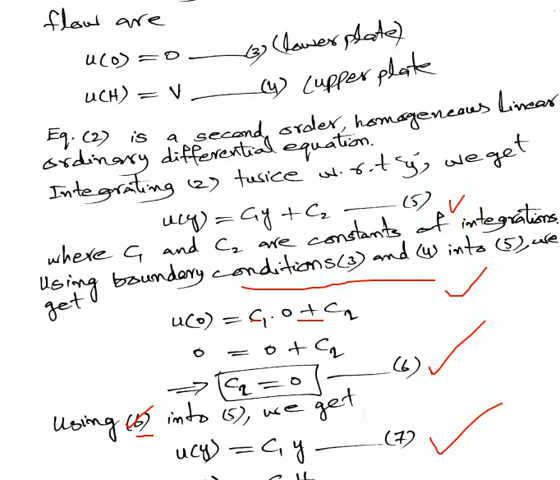 flow are
u(0) = 0 —— (3) (lower plate)
u(H) = V —— (4) (upper plate
Eq. (2) is a second order, homogeneous Linear
ordinary differential equation.
Integrating (2) twice w.r.t 'y', we get
u(y) = C₁y + C₂ —— (5)
where C₁ and C₂ are constants of integrations.
Using boundary conditions (3) and (4) into (5), we
get
u(0) = C₁ · 0 + C₂
0 = 0 + C₂
⟹ C₂ = 0 —— (6)
Using (6) into (5), we get
u(y) = C₁ y —— (7)